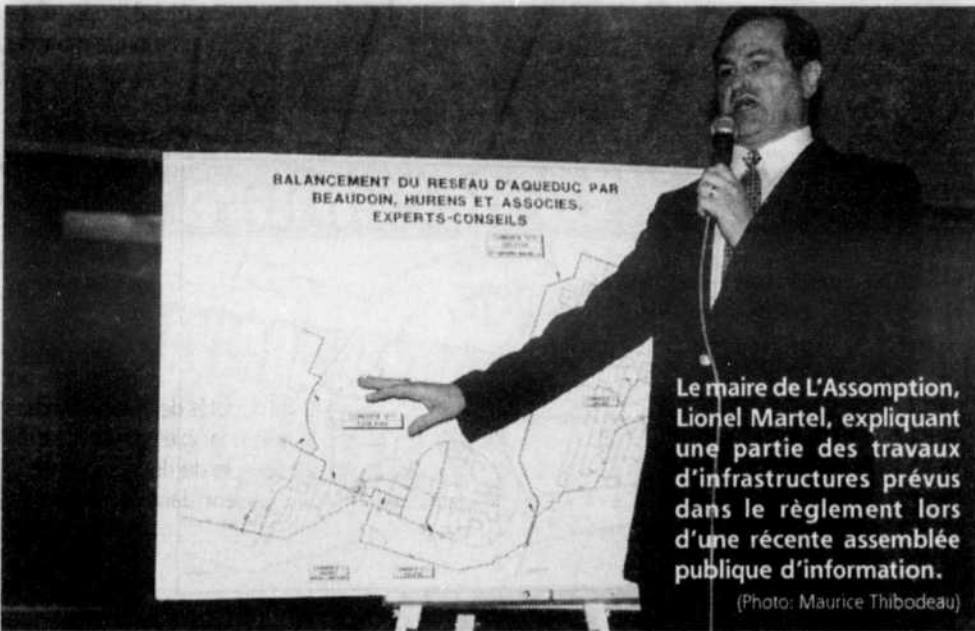 BALANCEMENT DU RESEAU D'AQUEDUC PAR
BEAUDOIN, HURENS ET ASSOCIES,
EXPERTS-CONSEILS
Le maire de L'Assomption,
Lionel Martel, expliquant
une partie des travaux
d'infrastructures prévus
dans le règlement lors
d'une récente assemblée
publique d'information.
(Photo: Maurice Thibodeau)